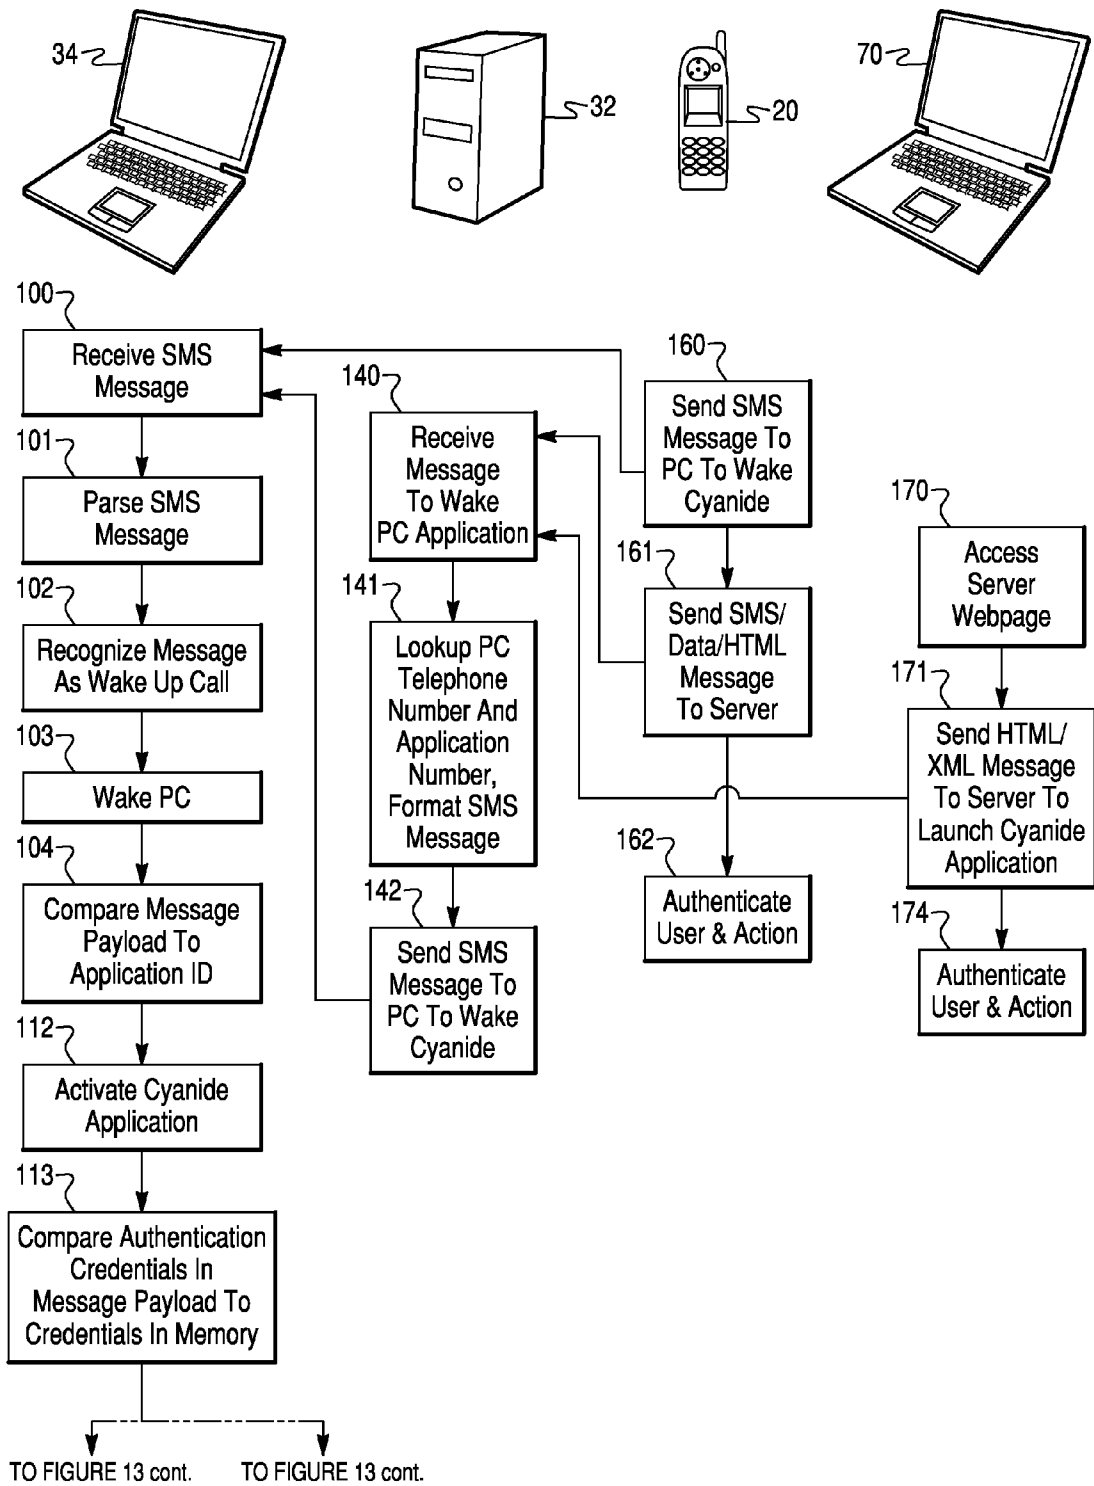 34
32
20
70
100
Receive SMS
Message
101
Parse SMS
Message
102
Recognize Message
As Wake Up Call
103
Wake PC
104
Compare Message
Payload To
Application ID
112
Activate Cyanide
Application
113
Compare Authentication
Credentials In
Message Payload To
Credentials In Memory
TO FIGURE 13 cont.
TO FIGURE 13 cont.
140
Receive
Message
To Wake
PC Application
141
Lookup PC
Telephone
Number And
Application
Number,
Format SMS
Message
142
Send SMS
Message To
PC To Wake
Cyanide
160
Send SMS
Message To
PC To Wake
Cyanide
161
Send SMS/
Data/HTML
Message
To Server
162
Authenticate
User & Action
170
Access
Server
Webpage
171
Send HTML/
XML Message
To Server To
Launch Cyanide
Application
174
Authenticate
User & Action